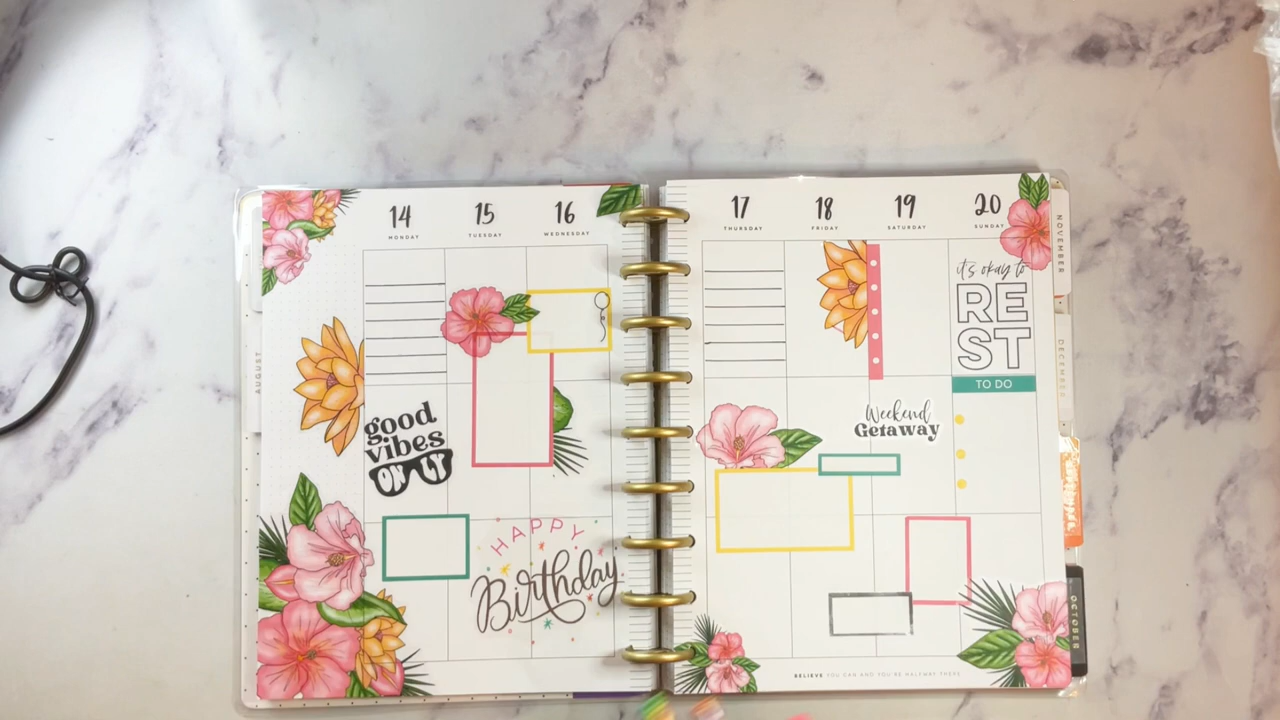 14
MONDAY
15
TUESDAY
16
WEDNESDAY
good
vibes
ONLY
HAPPY
Birthday
AUGUST
17
THURSDAY
18
FRIDAY
19
SATURDAY
20
SUNDAY
it's okay to
RE
ST
TO DO
Weekend
Getaway
BELIEVE YOU CAN AND YOU'RE HALFWAY THERE
NOVEMBER
DECEMBER
OCTOBER